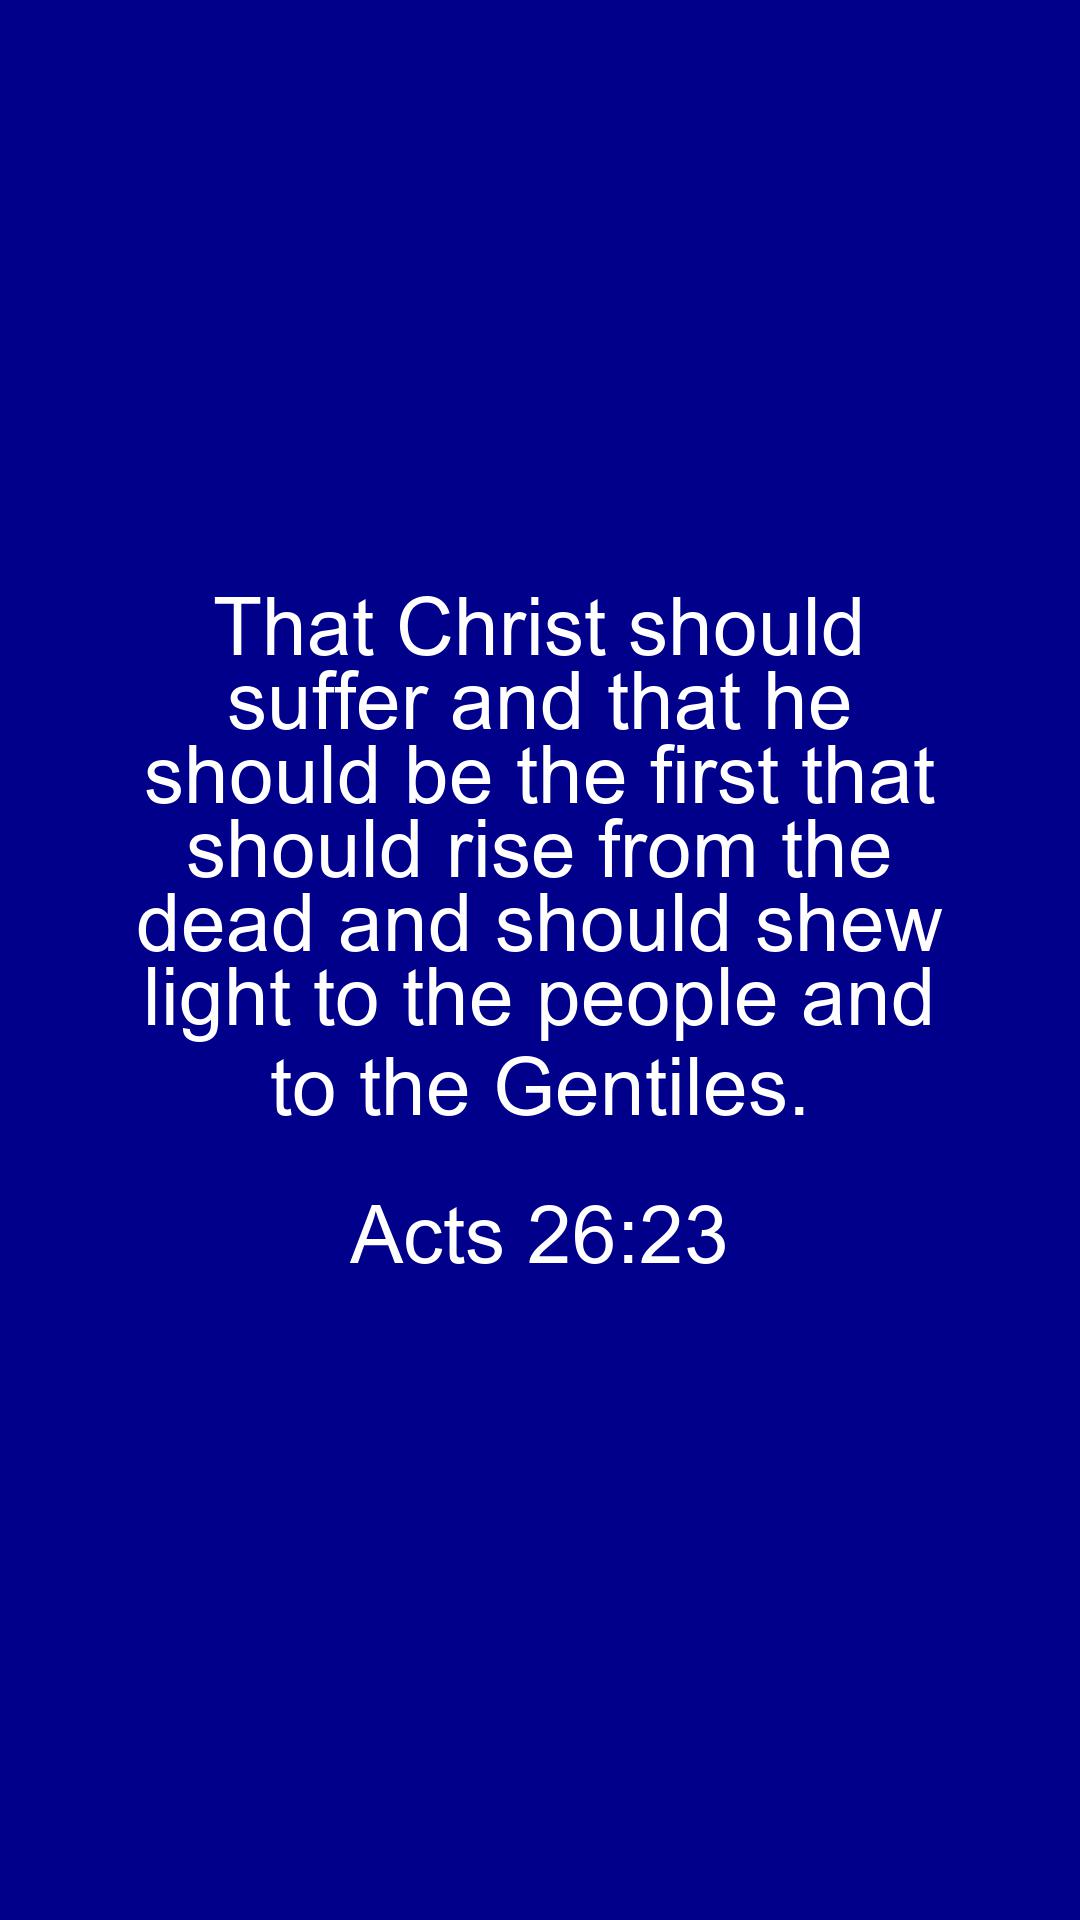 That Christ should
suffer and that he
should be the first that
should rise from the
dead and should shew
light to the people and
to the Gentiles.
Acts 26:23